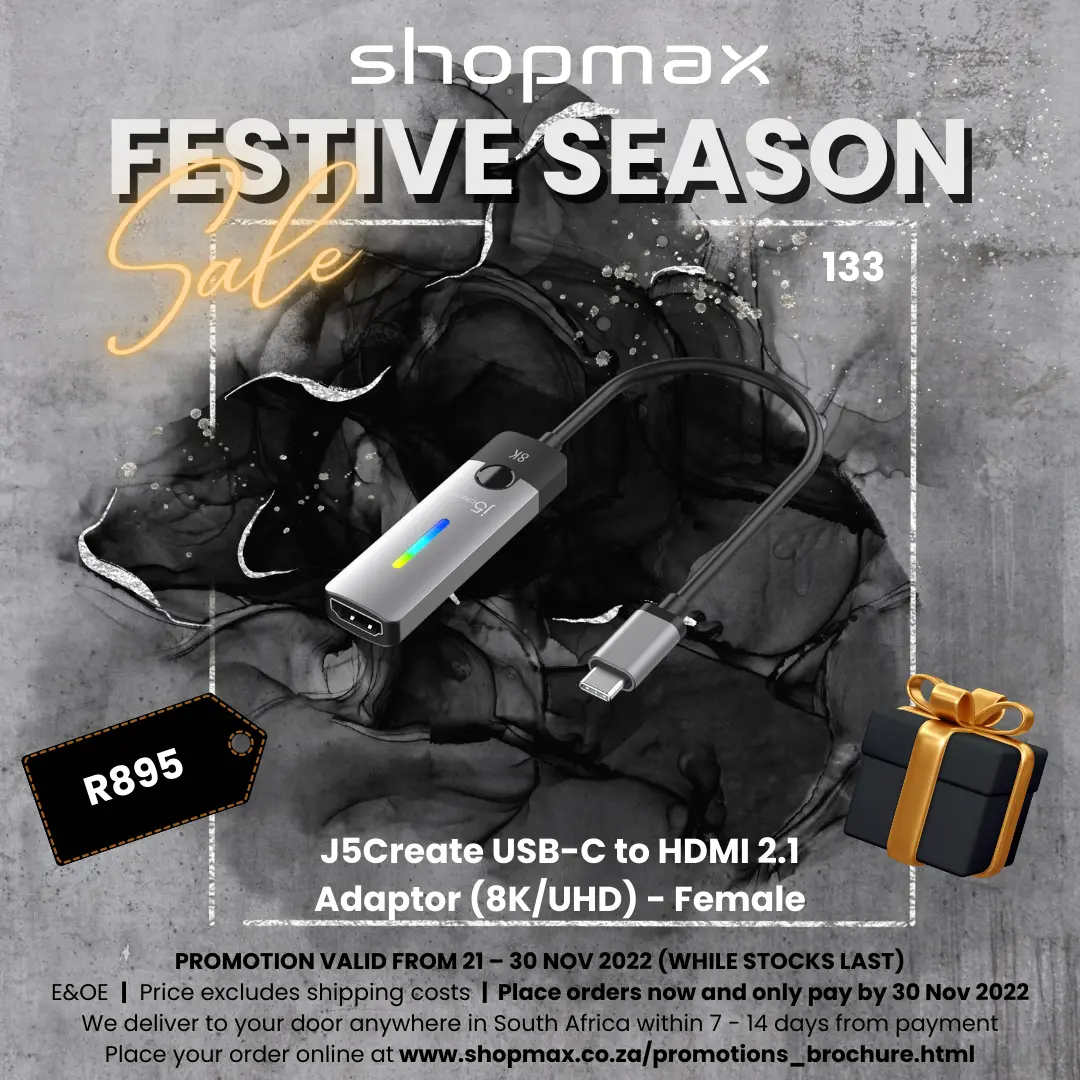 shopmax
FESTIVE SEASON
Sale
133
8K
j5create
R895
J5Create USB-C to HDMI 2.1
Adaptor (8K/UHD) - Female
PROMOTION VALID FROM 21 – 30 NOV 2022 (WHILE STOCKS LAST)
E&OE | Price excludes shipping costs | Place orders now and only pay by 30 Nov 2022
We deliver to your door anywhere in South Africa within 7 - 14 days from payment
Place your order online at www.shopmax.co.za/promotions_brochure.html